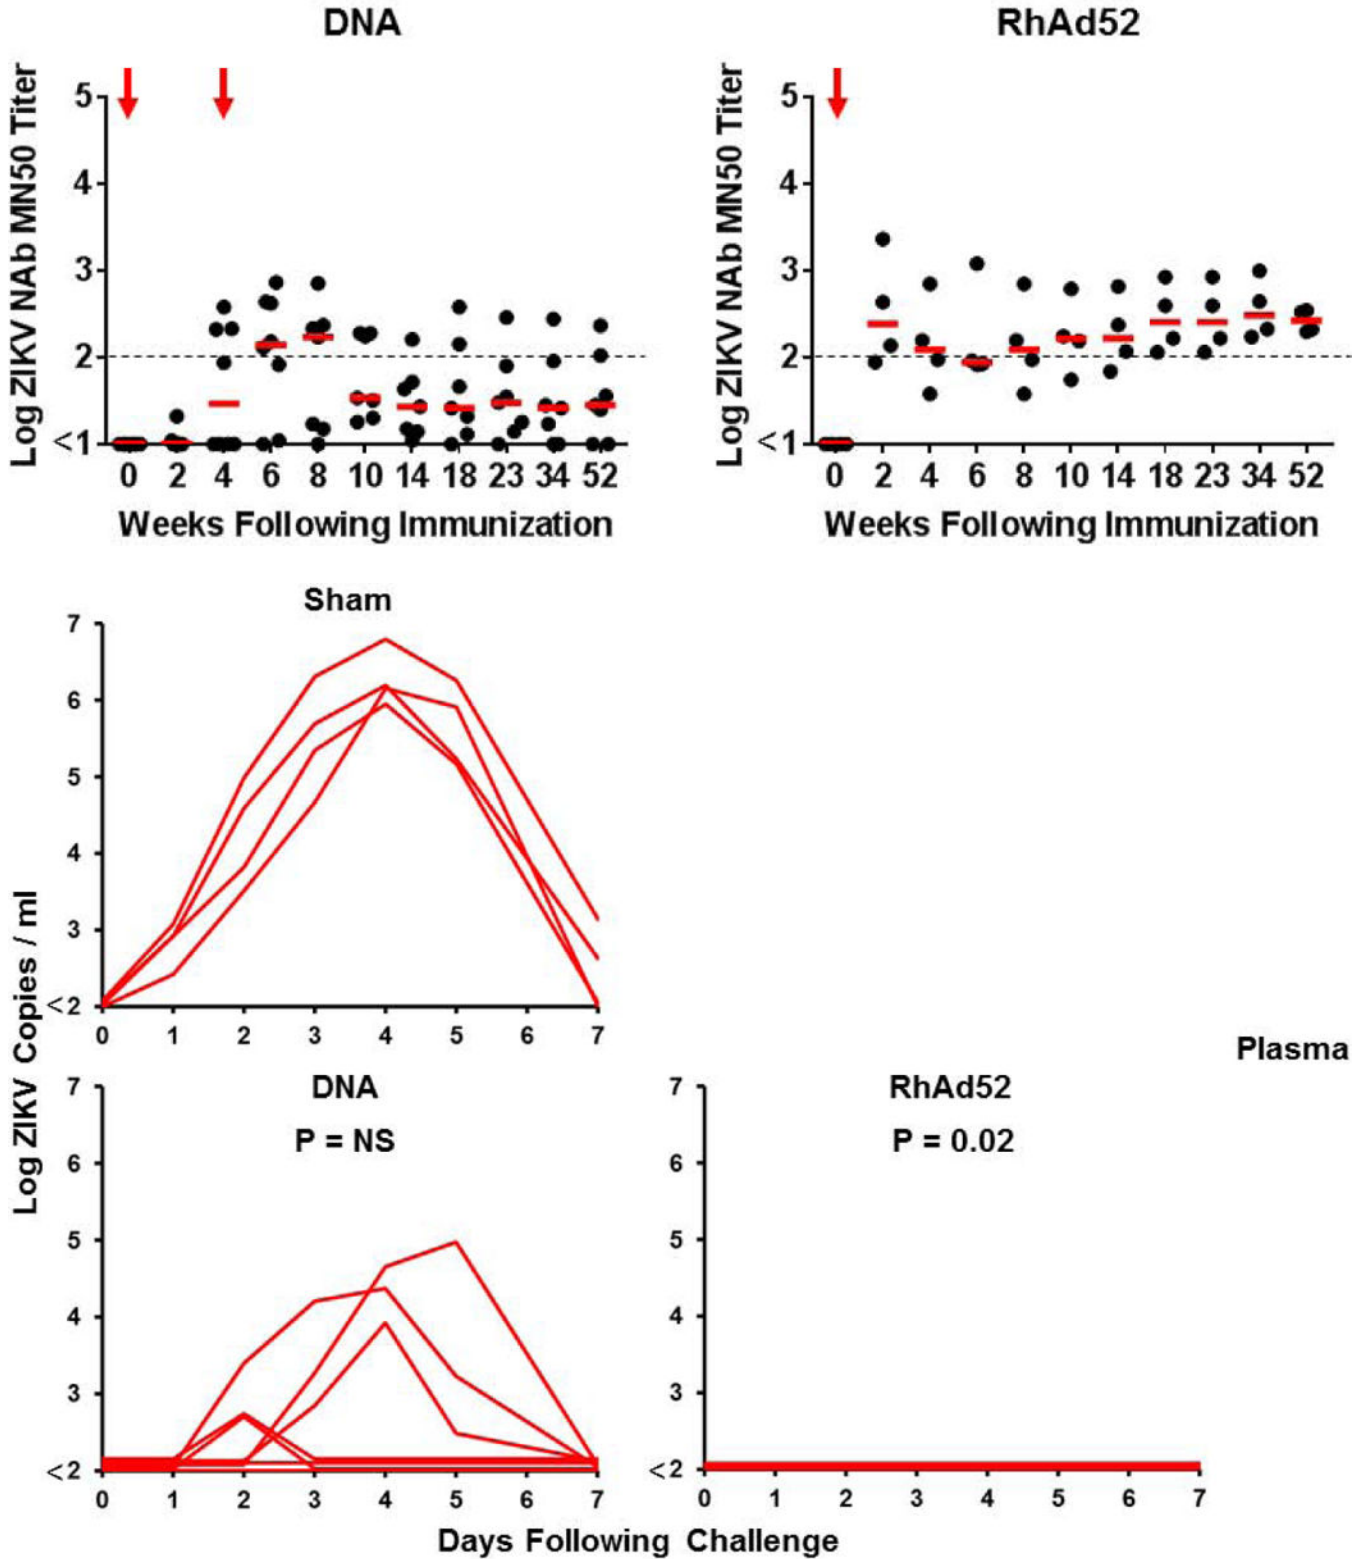 DNA
RhAd52
Log ZIKV NAb MN50 Titer
5
4
3
2
<1
0 2 4 6 8 10 14 18 23 34 52
Weeks Following Immunization
Log ZIKV NAb MN50 Titer
5
4
3
2
<1
0 2 4 6 8 10 14 18 23 34 52
Weeks Following Immunization
Log ZIKV Copies / ml
Sham
7
6
5
4
3
<2
0 1 2 3 4 5 6 7
Plasma
DNA
P = NS
7
6
5
4
3
<2
0 1 2 3 4 5 6 7
RhAd52
P = 0.02
7
6
5
4
3
<2
0 1 2 3 4 5 6 7
Days Following Challenge